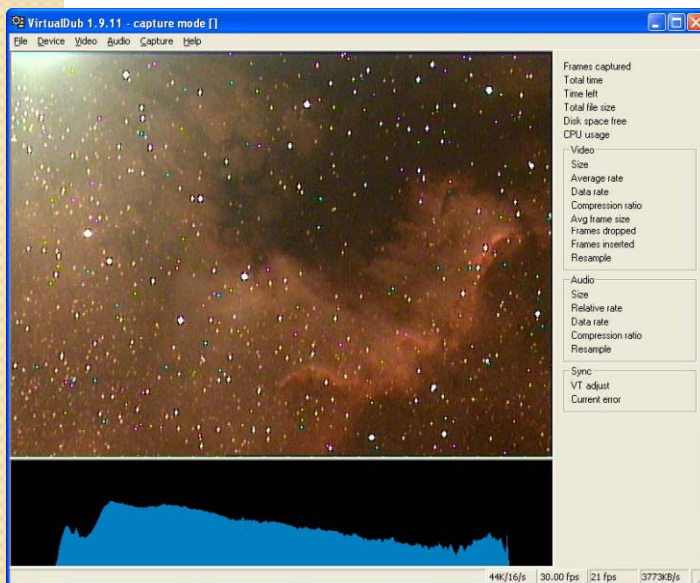 VirtualDub 1.9.11 - capture mode []
File Device Video Audio Capture Help
Frames captured
Total time
Time left
Total file size
Disk space free
CPU usage
Video
Size
Average rate
Data rate
Compression ratio
Avg frame size
Frames dropped
Frames inserted
Resample
Audio
Size
Relative rate
Data rate
Compression ratio
Resample
Sync
VT adjust
Current error
44K/16/s 30.00 fps 21 fps 3773KB/s